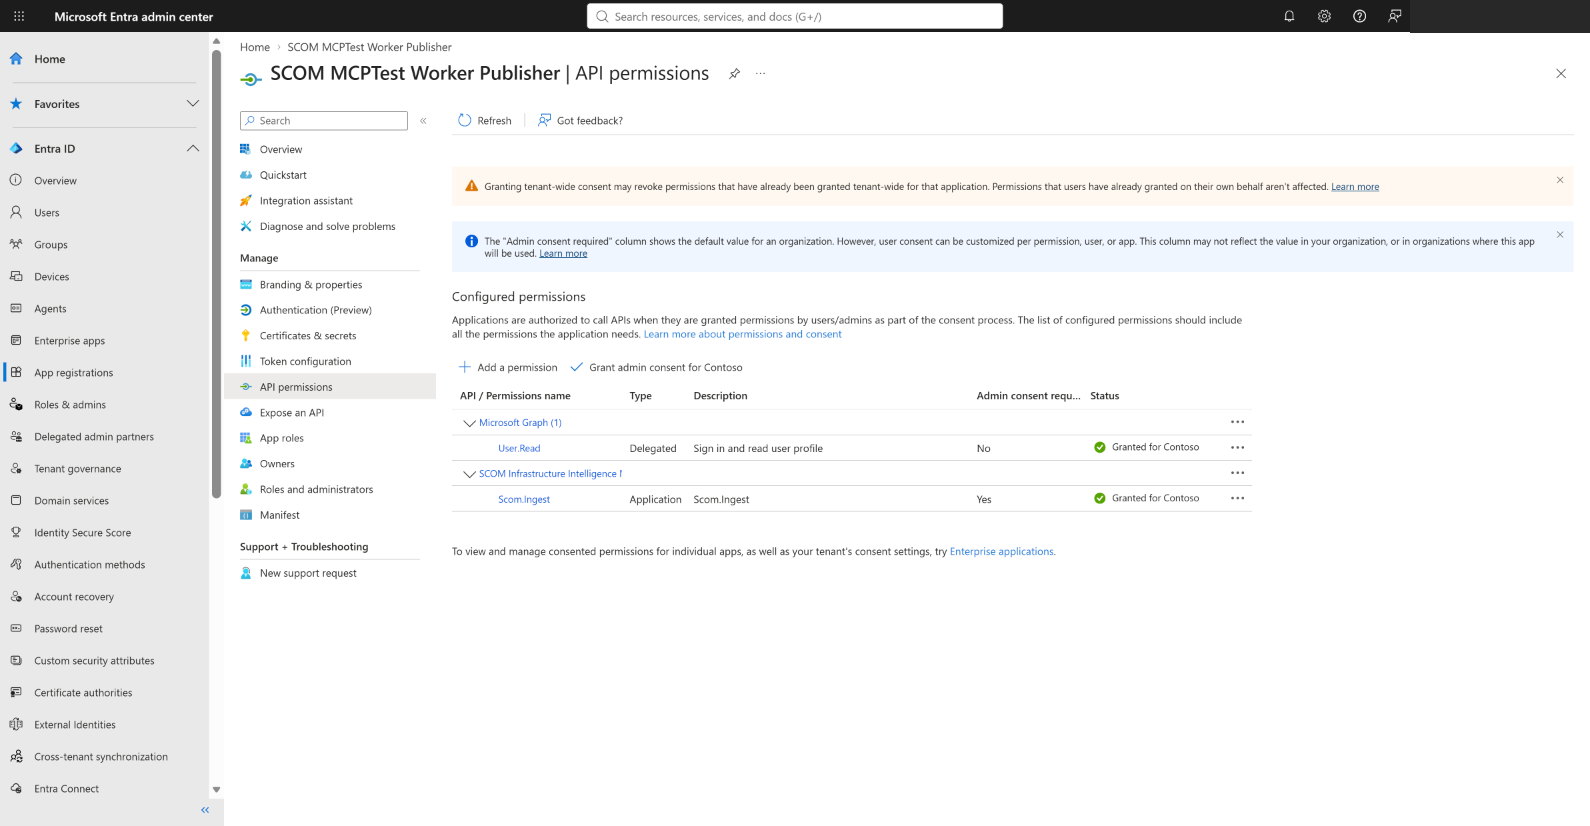 Microsoft Entra admin center
Search resources, services, and docs (G+/)
Home
Favorites
Entra ID
Overview
Users
Groups
Devices
Agents
Enterprise apps
App registrations
Roles & admins
Delegated admin partners
Tenant governance
Domain services
Identity Secure Score
Authentication methods
Account recovery
Password reset
Custom security attributes
Certificate authorities
External Identities
Cross-tenant synchronization
Entra Connect
Home > SCOM MCPTest Worker Publisher
SCOM MCPTest Worker Publisher | API permissions
Search
Overview
Quickstart
Integration assistant
Diagnose and solve problems
Manage
Branding & properties
Authentication (Preview)
Certificates & secrets
Token configuration
API permissions
Expose an API
App roles
Owners
Roles and administrators
Manifest
Support + Troubleshooting
New support request
Refresh
Got feedback?
Granting tenant-wide consent may revoke permissions that have already been granted tenant-wide for that application. Permissions that users have already granted on their own behalf aren't affected. Learn more
The "Admin consent required" column shows the default value for an organization. However, user consent can be customized per permission, user, or app. This column may not reflect the value in your organization, or in organizations where this app
will be used. Learn more
Configured permissions
Applications are authorized to call APIs when they are granted permissions by users/admins as part of the consent process. The list of configured permissions should include
all the permissions the application needs. Learn more about permissions and consent
Add a permission
Grant admin consent for Contoso
API / Permissions name Type Description Admin consent requ... Status
Microsoft Graph (1)
User.Read Delegated Sign in and read user profile No Granted for Contoso
SCOM Infrastructure Intelligence
Scom.Ingest Application Scom.Ingest Yes Granted for Contoso
To view and manage consented permissions for individual apps, as well as your tenant's consent settings, try Enterprise applications.